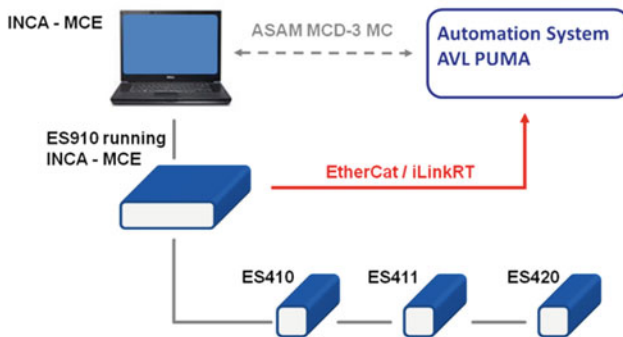 INCA - MCE
ASAM MCD-3 MC
Automation System
AVL PUMA
ES910 running
INCA - MCE
EtherCat / iLinkRT
ES410
ES411
ES420